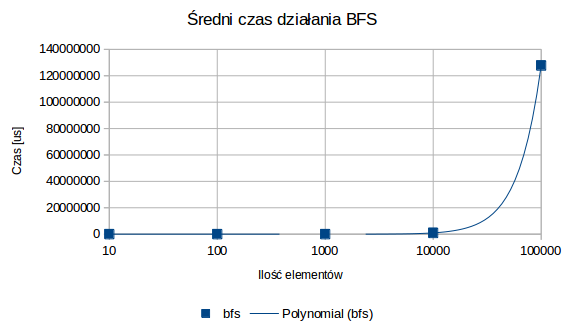 Średni czas działania BFS
140000000
120000000
100000000
80000000
60000000
40000000
20000000
0
Czas [us]
10 100 1000 10000 100000
Ilość elementów
bfs Polynomial (bfs)